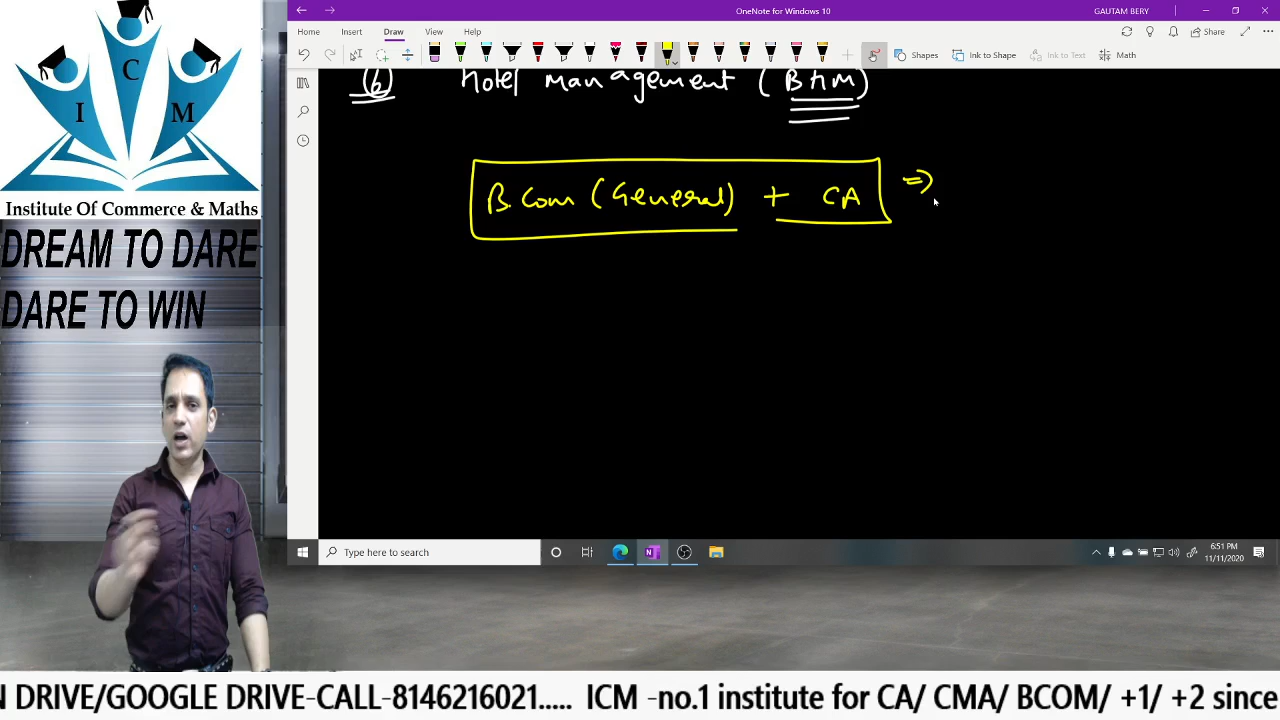 I C M
Institute Of Commerce & Maths
DREAM TO DARE
DARE TO WIN
OneNote for Windows 10
GAUTAM BERY
Home Insert Draw View Help
Share
Shapes Ink to Shape Ink to Text Math
(6) Hotel Management (BHM)
B.Com (General) + CA =>
Type here to search
6:51 PM
11/11/2020
N DRIVE/GOOGLE DRIVE-CALL-8146216021..... ICM -no.1 institute for CA/ CMA/ BCOM/ +1/ +2 since